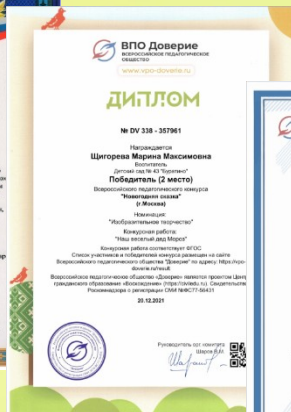 ВПО Доверие
ВСЕРОССИЙСКОЕ ПЕДАГОГИЧЕСКОЕ
ОБЩЕСТВО
www.vpo-doverie.ru
ДИПЛОМ
№ DV 338 - 357961
Награждается
Щигорева Марина Максимовна
Воспитатель
Детский сад № 43 "Буратино"
Победитель (2 место)
Всероссийского педагогического конкурса
"Новогодняя сказка"
(г.Москва)
Номинация:
"Изобразительное творчество"
Конкурсная работа:
"Наш веселый дед Мороз"
Конкурсная работа соответствует ФГОС
Список участников и победителей конкурса размещен на сайте
Всероссийского педагогического общества "Доверие" по адресу: https://vpo-
doverie.ru/result
Всероссийское педагогическое общество «Доверие» является проектом Центр
гражданского образования «Восхождение» (https://civiledu.ru). Свидетельство
Роскомнадзора о регистрации СМИ №ФС77-56431
20.12.2021
Руководитель орг. комитета
Шаров В.М.